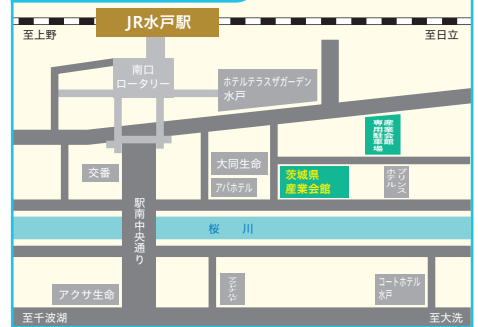 JR水戸駅
至上野
至日立
南口
ロータリー
ホテルテラスザガーデン
水戸
産業会館
専用駐車場
交番
大同生命
アパホテル
茨城県
産業会館
プリンス
ホテル
駅南中央通り
桜 川
アクサ生命
コートホテル
水戸
至千波湖
至大洗